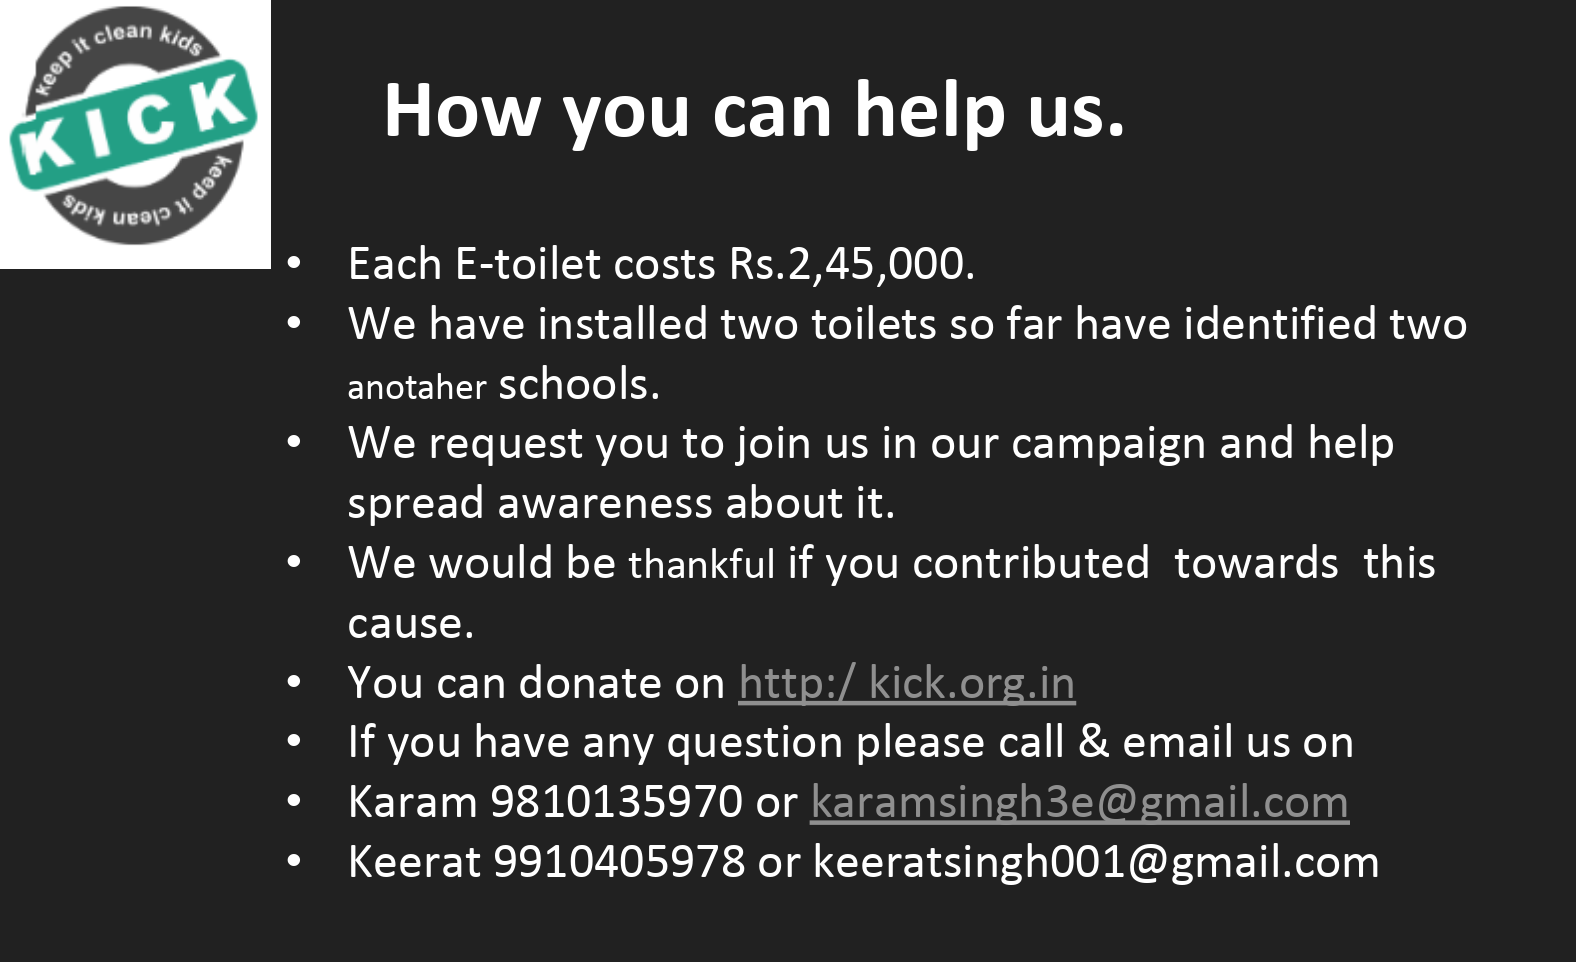 keep it clean kids
KICK
keep it clean kids
How you can help us.
• Each E-toilet costs Rs.2,45,000.
• We have installed two toilets so far have identified two
anotaher schools.
• We request you to join us in our campaign and help
spread awareness about it.
• We would be thankful if you contributed towards this
cause.
• You can donate on http:/ kick.org.in
• If you have any question please call & email us on
• Karam 9810135970 or karamsingh3e@gmail.com
• Keerat 9910405978 or keeratsingh001@gmail.com